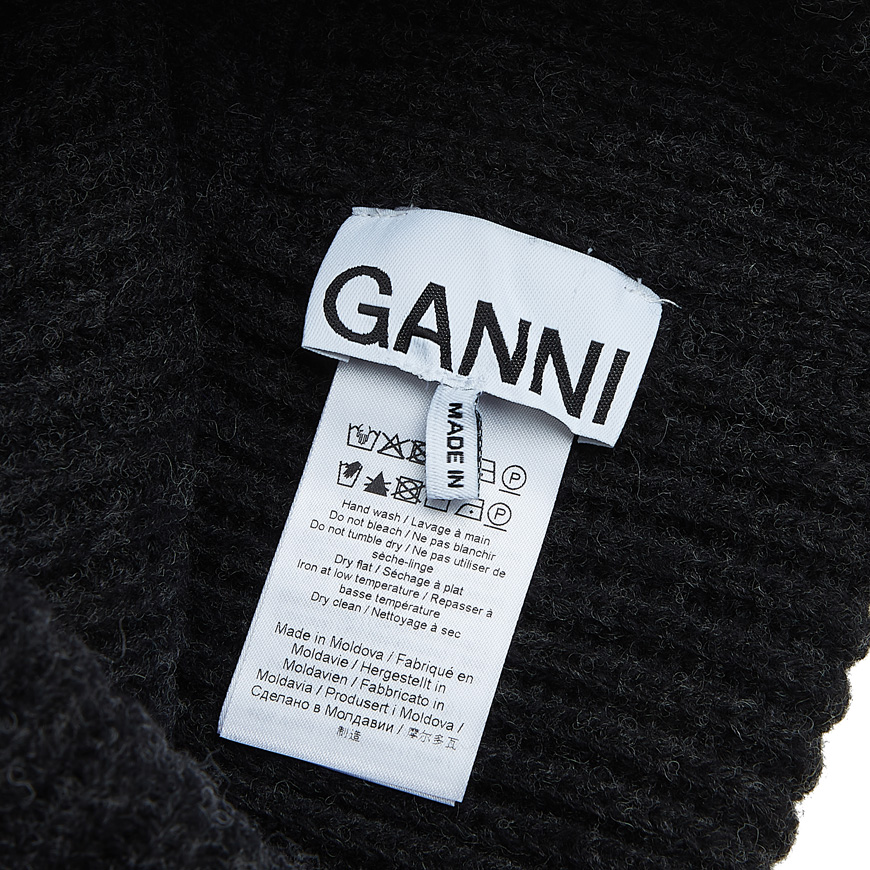 GANNI
MADE IN
Hand wash / Lavage à main
Do not bleach / Ne pas blanchir
Do not tumble dry / Ne pas utiliser de
sèche-linge
Dry flat / Séchage à plat
Iron at low temperature / Repasser à
basse température
Dry clean / Nettoyage à sec
Made in Moldova / Fabriqué en
Moldavie / Hergestellt in
Moldavien / Fabbricato in
Moldavia / Produsert i Moldova /
Сделано в Молдавии / 摩尔多瓦
制造